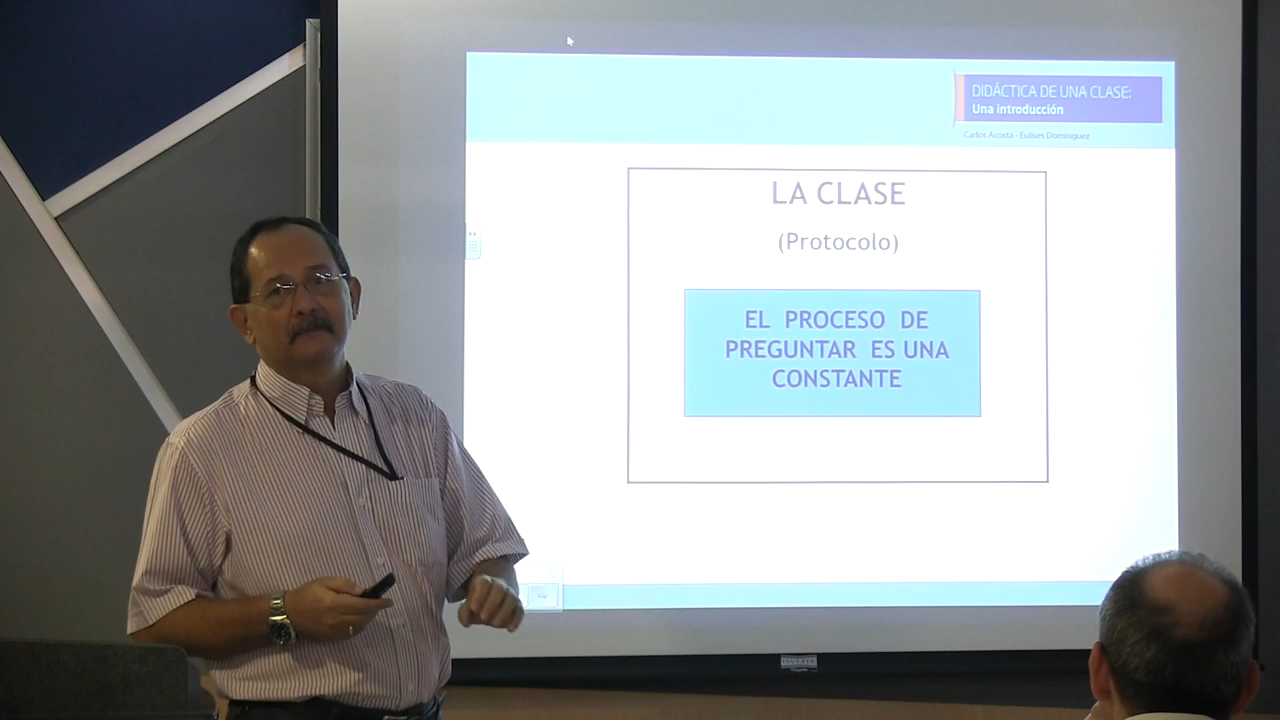 DIDÁCTICA DE UNA CLASE:
Una introducción
Carlos Acosta - Eulises Domínguez
LA CLASE
(Protocolo)
EL PROCESO DE
PREGUNTAR ES UNA
CONSTANTE